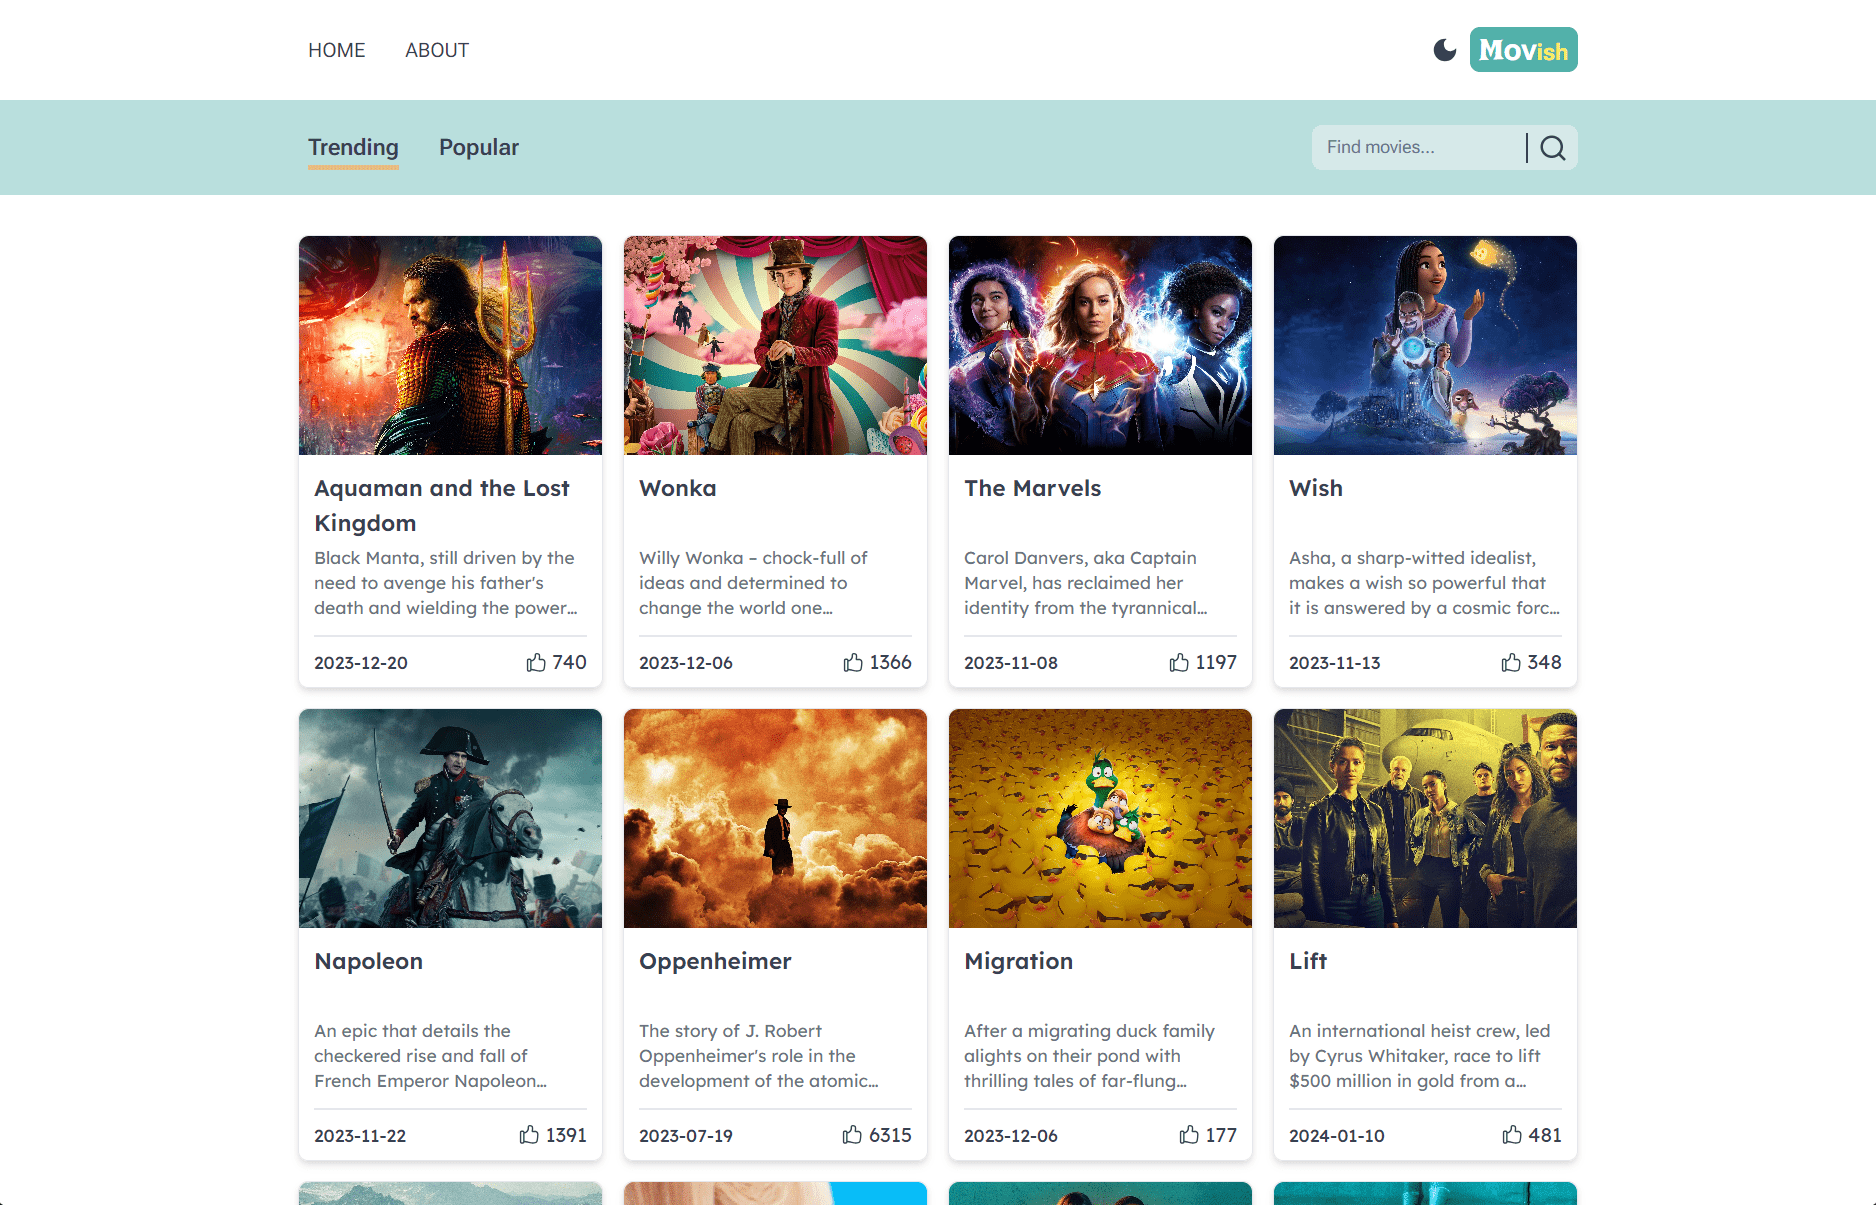 HOME ABOUT Movish
Trending Popular Find movies...
Aquaman and the Lost
Kingdom
Black Manta, still driven by the
need to avenge his father's
death and wielding the power...
2023-12-20 740
Wonka
Willy Wonka – chock-full of
ideas and determined to
change the world one...
2023-12-06 1366
The Marvels
Carol Danvers, aka Captain
Marvel, has reclaimed her
identity from the tyrannical...
2023-11-08 1197
Wish
Asha, a sharp-witted idealist,
makes a wish so powerful that
it is answered by a cosmic forc...
2023-11-13 348
Napoleon
An epic that details the
checkered rise and fall of
French Emperor Napoleon...
2023-11-22 1391
Oppenheimer
The story of J. Robert
Oppenheimer's role in the
development of the atomic...
2023-07-19 6315
Migration
After a migrating duck family
alights on their pond with
thrilling tales of far-flung...
2023-12-06 177
Lift
An international heist crew, led
by Cyrus Whitaker, race to lift
$500 million in gold from a...
2024-01-10 481